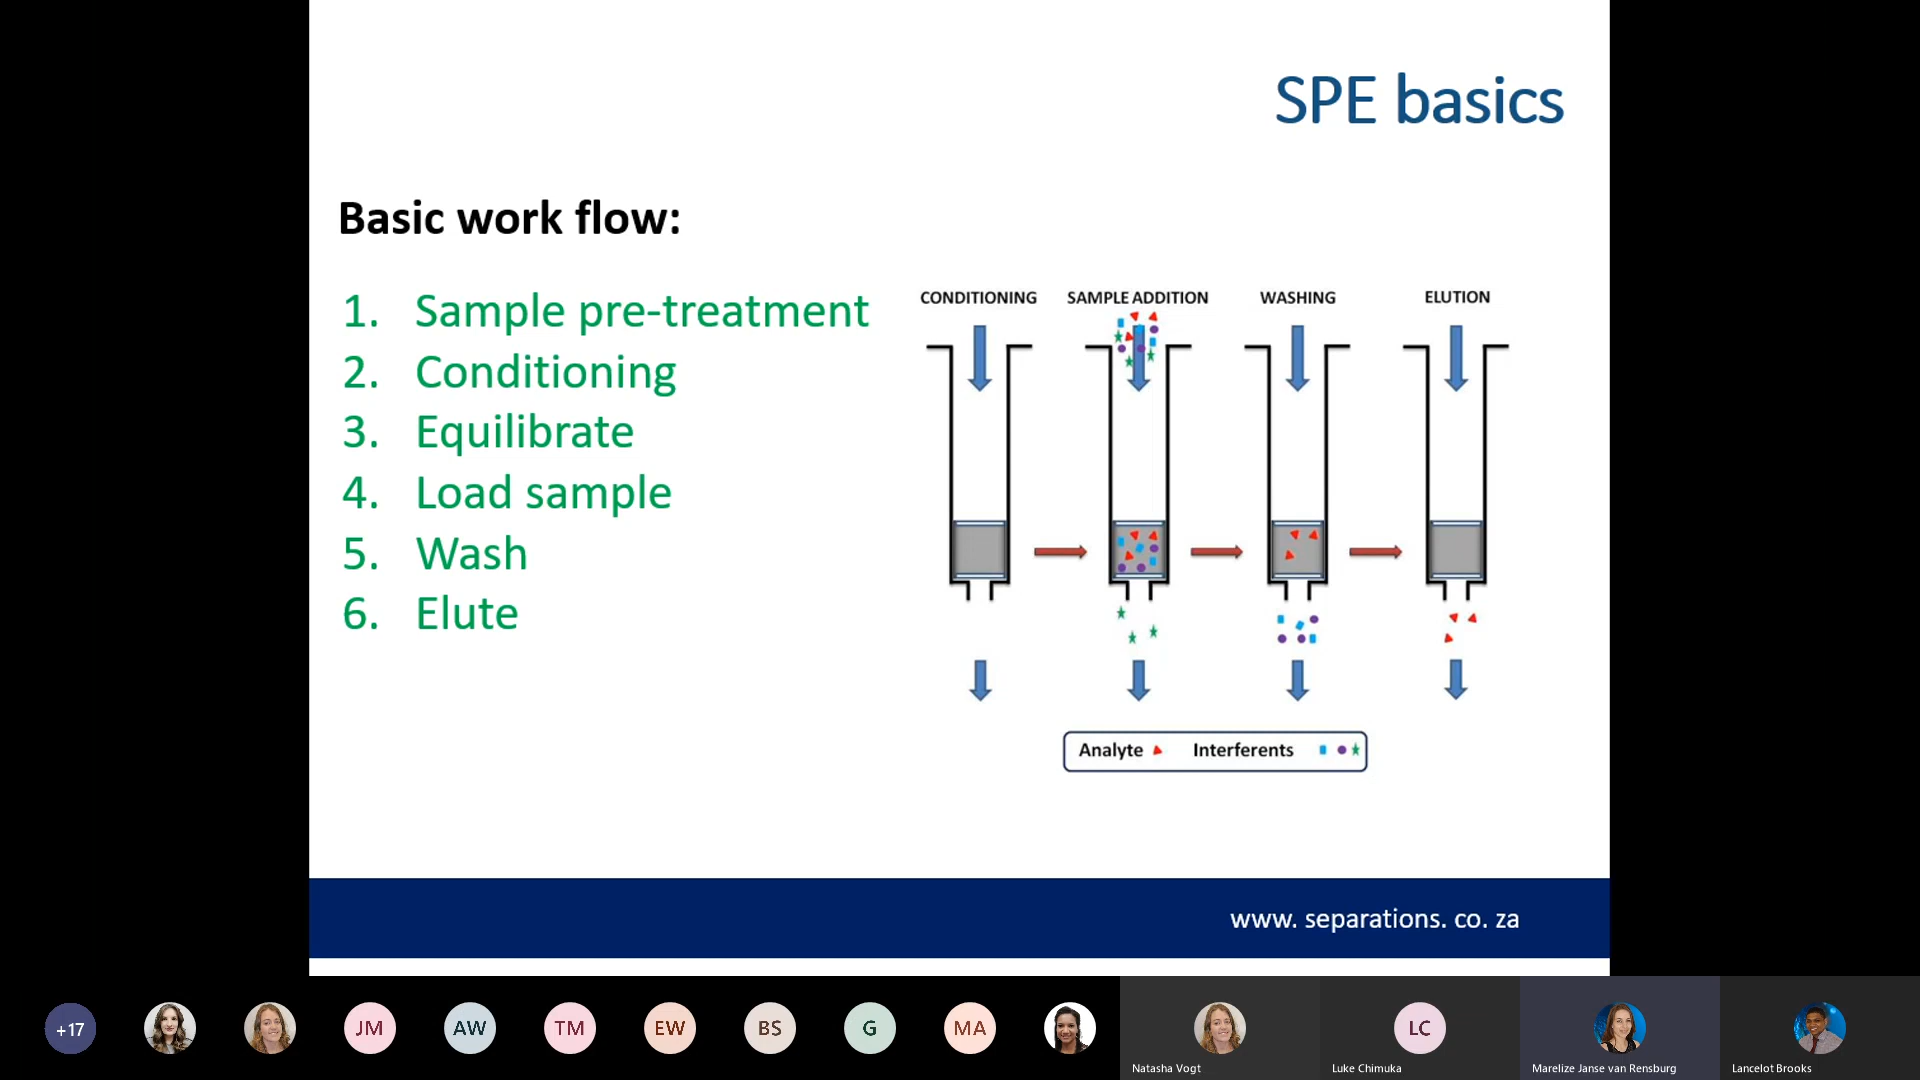 SPE basics
Basic work flow:
1. Sample pre-treatment
2. Conditioning
3. Equilibrate
4. Load sample
5. Wash
6. Elute
CONDITIONING SAMPLE ADDITION WASHING ELUTION
Analyte Interferents
www. separations. co. za
+17 JM AW TM EW BS G MA LC
Natasha Vogt Luke Chimuka Marelize Janse van Rensburg Lancelot Brooks